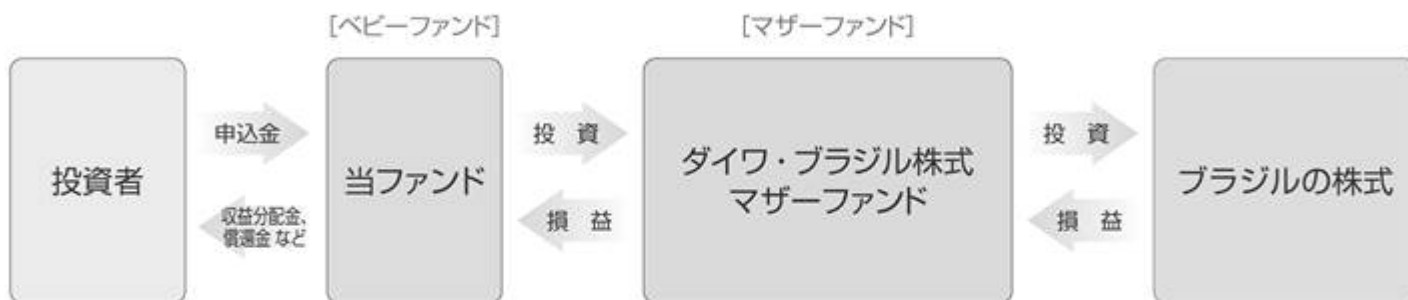 [ベビーファンド]
[マザーファンド]
投資者
申込金
収益分配金、
償還金 など
当ファンド
投 資
損 益
ダイワ・ブラジル株式
マザーファンド
投 資
損 益
ブラジルの株式